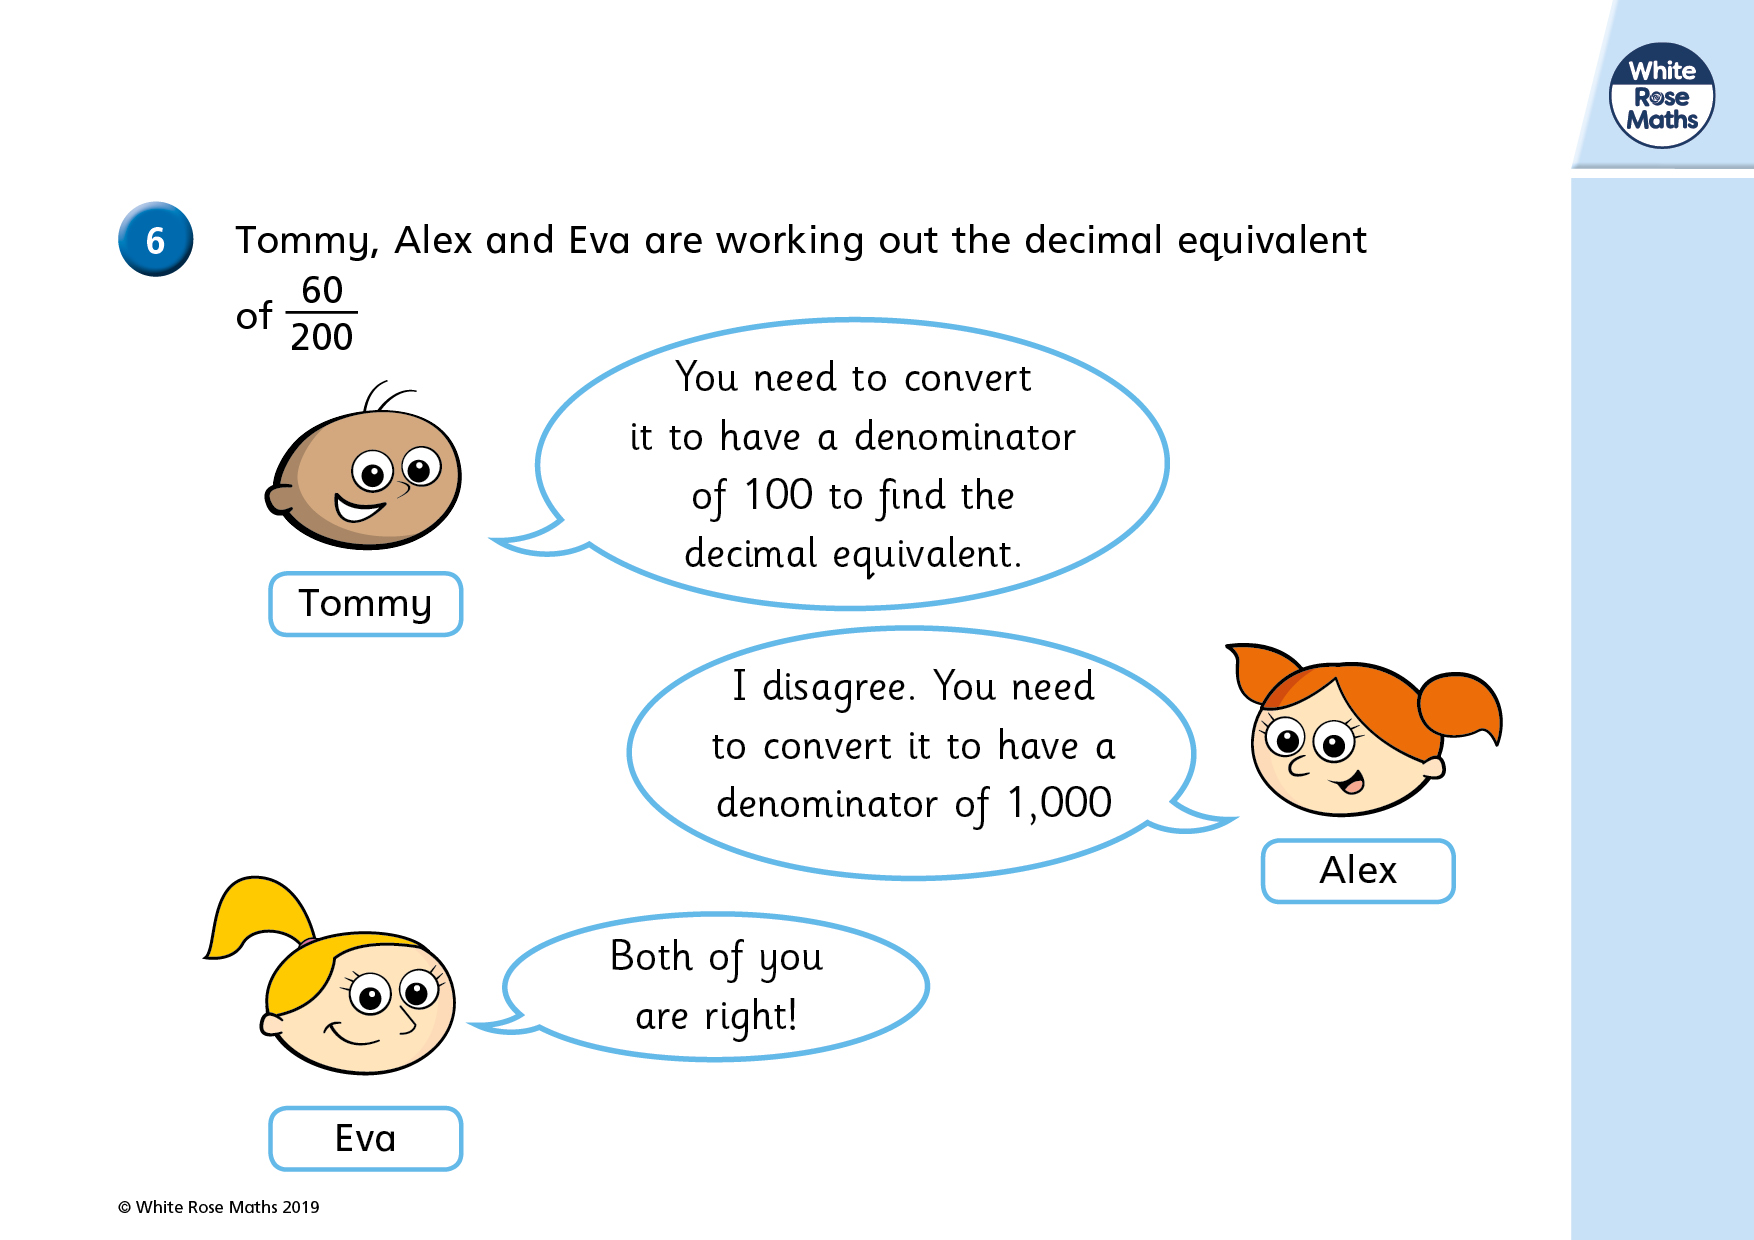 White
Rose
Maths
6
Tommy, Alex and Eva are working out the decimal equivalent
of 60/200
You need to convert
it to have a denominator
of 100 to find the
decimal equivalent.
Tommy
I disagree. You need
to convert it to have a
denominator of 1,000
Alex
Both of you
are right!
Eva
© White Rose Maths 2019